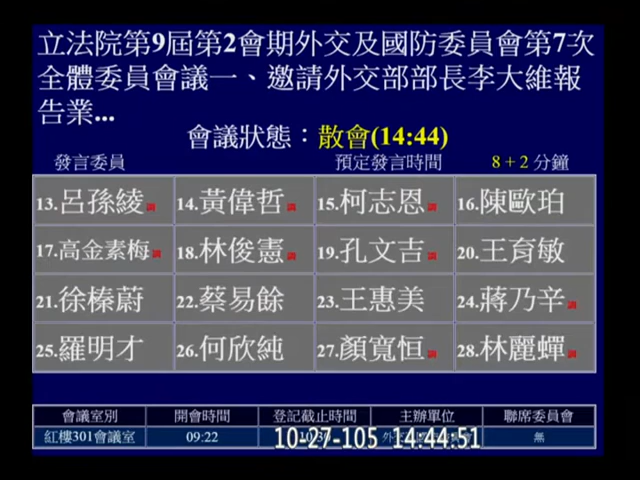 立法院第9屆第2會期外交及國防委員會第7次
全體委員會議一、邀請外交部部長李大維報
告業...
會議狀態：散會(14:44)
發言委員 預定發言時間 8 + 2 分鐘
13.呂孫綾 14.黃偉哲 15.柯志恩 16.陳歐珀
17.高金素梅 18.林俊憲 19.孔文吉 20.王育敏
21.徐榛蔚 22.蔡易餘 23.王惠美 24.蔣乃辛
25.羅明才 26.何欣純 27.顏寬恒 28.林麗蟬
會議室別 開會時間 登記截止時間 主辦單位 聯席委員會
紅樓301會議室 09:22 無
10-27-105 14:44:51